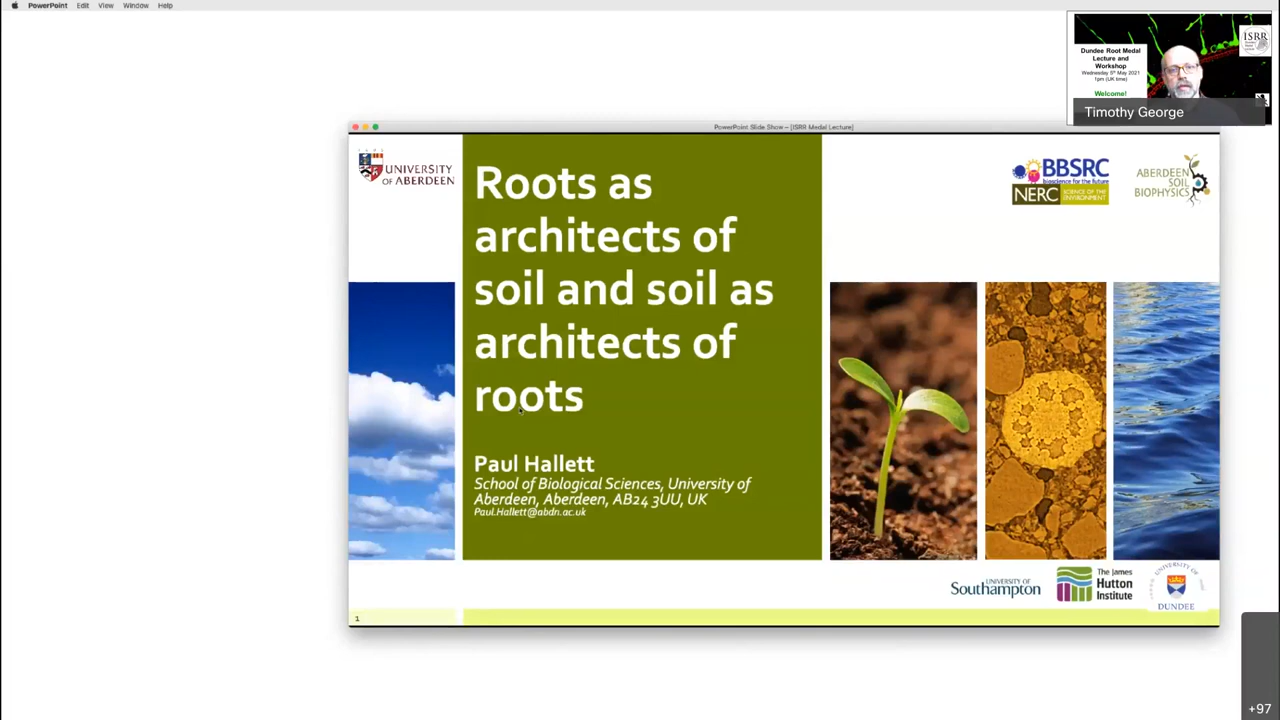 PowerPoint Edit View Window Help
Dundee Root Medal
Lecture and
Workshop
Wednesday 5th May 2021
1pm (UK time)
Welcome!
ISRR
Timothy George
PowerPoint Slide Show – [ISRR Medal Lecture]
UNIVERSITY
OF ABERDEEN
Roots as
architects of
soil and soil as
architects of
roots
Paul Hallett
School of Biological Sciences, University of
Aberdeen, Aberdeen, AB24 3UU, UK
Paul.Hallett@abdn.ac.uk
BBSRC
bioscience for the future
NERC SCIENCE OF THE
ENVIRONMENT
ABERDEEN
SOIL
BIOPHYSICS
UNIVERSITY OF
Southampton
The James
Hutton
Institute
UNIVERSITY OF
DUNDEE
1
+97